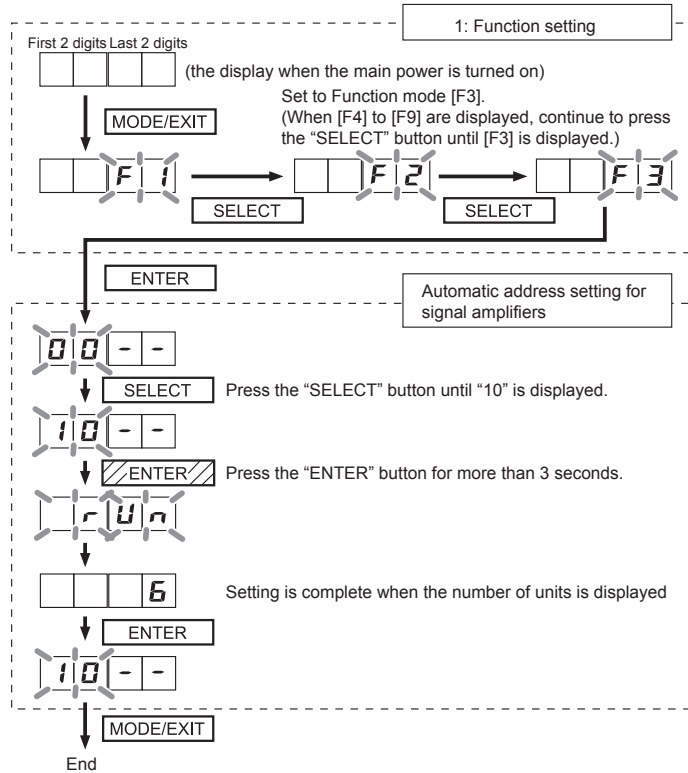 1: Function setting
First 2 digits Last 2 digits
(the display when the main power is turned on)
Set to Function mode [F3].
(When [F4] to [F9] are displayed, continue to press
the “SELECT” button until [F3] is displayed.)
MODE/EXIT
F 1
F 2
F 3
SELECT
SELECT
ENTER
Automatic address setting for
signal amplifiers
0 0 - -
SELECT Press the “SELECT” button until “10” is displayed.
1 0 - -
ENTER Press the “ENTER” button for more than 3 seconds.
r U n
6 Setting is complete when the number of units is displayed
ENTER
1 0 - -
MODE/EXIT
End